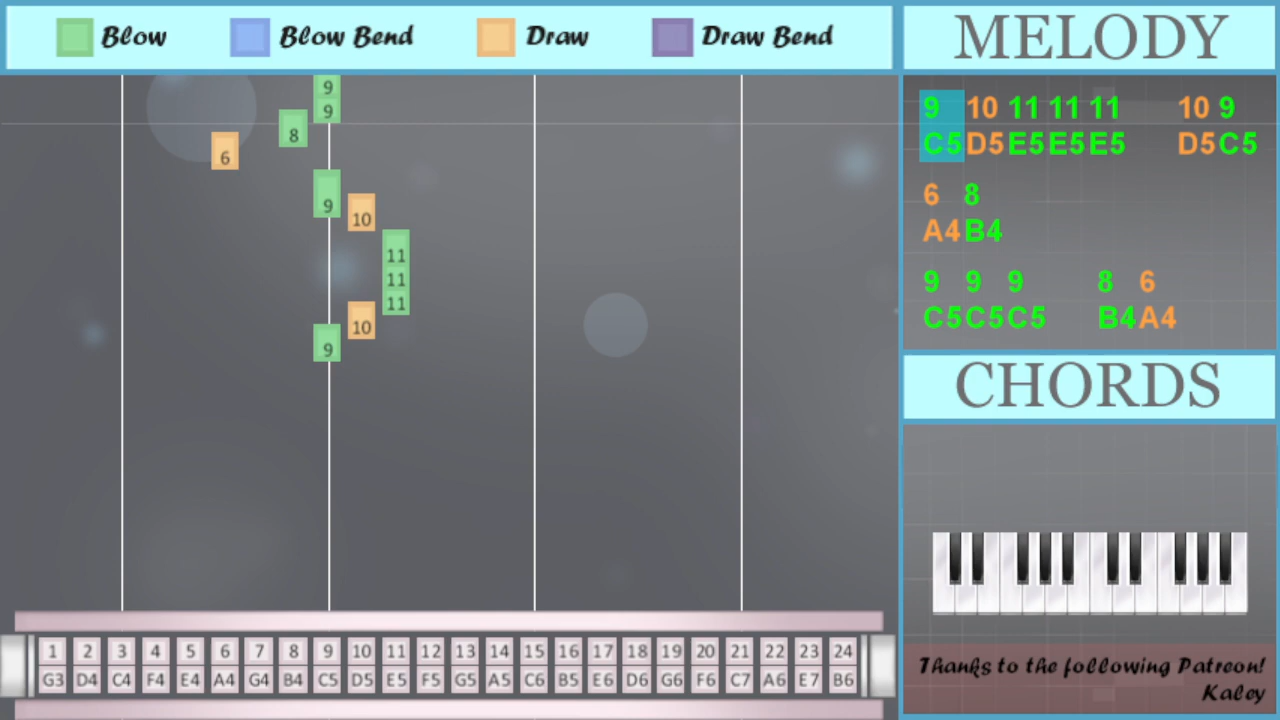 Blow Blow Bend Draw Draw Bend
MELODY
9
9
8
6
9
10
11
11
11
10
9
9 10 11 11 11 10 9
C5 D5 E5 E5 E5 D5 C5
6 8
A4 B4
9 9 9 8 6
C5 C5 C5 B4 A4
CHORDS
1 2 3 4 5 6 7 8 9 10 11 12 13 14 15 16 17 18 19 20 21 22 23 24
G3 D4 C4 F4 E4 A4 G4 B4 C5 D5 E5 F5 G5 A5 C6 B5 E6 D6 G6 F6 C7 A6 E7 B6
Thanks to the following Patreon!
Kaley